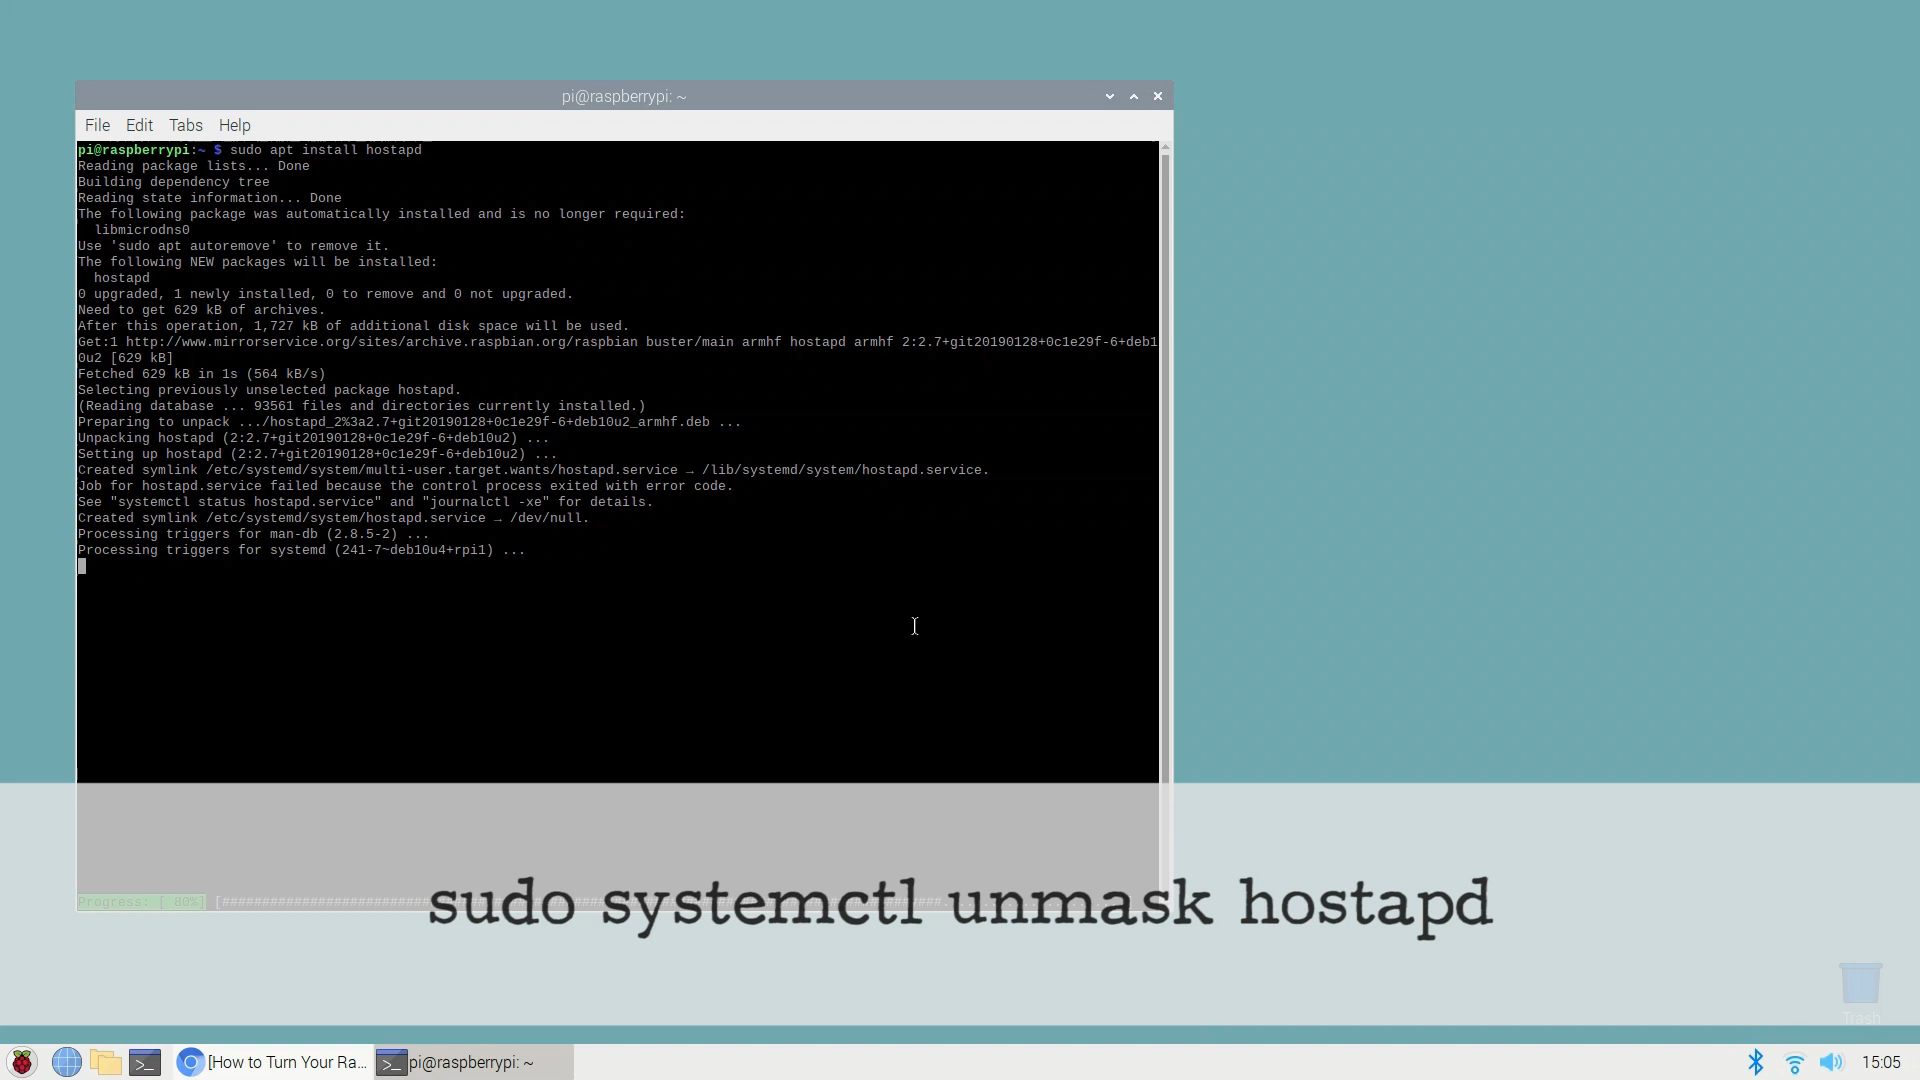 pi@raspberrypi: ~
File Edit Tabs Help
pi@raspberrypi:~ $ sudo apt install hostapd
Reading package lists... Done
Building dependency tree
Reading state information... Done
The following package was automatically installed and is no longer required:
libmicrodns0
Use 'sudo apt autoremove' to remove it.
The following NEW packages will be installed:
hostapd
0 upgraded, 1 newly installed, 0 to remove and 0 not upgraded.
Need to get 629 kB of archives.
After this operation, 1,727 kB of additional disk space will be used.
Get:1 http://www.mirrorservice.org/sites/archive.raspbian.org/raspbian buster/main armhf hostapd armhf 2:2.7+git20190128+0c1e29f-6+deb1
0u2 [629 kB]
Fetched 629 kB in 1s (564 kB/s)
Selecting previously unselected package hostapd.
(Reading database ... 93561 files and directories currently installed.)
Preparing to unpack .../hostapd_2%3a2.7+git20190128+0c1e29f-6+deb10u2_armhf.deb ...
Unpacking hostapd (2:2.7+git20190128+0c1e29f-6+deb10u2) ...
Setting up hostapd (2:2.7+git20190128+0c1e29f-6+deb10u2) ...
Created symlink /etc/systemd/system/multi-user.target.wants/hostapd.service → /lib/systemd/system/hostapd.service.
Job for hostapd.service failed because the control process exited with error code.
See "systemctl status hostapd.service" and "journalctl -xe" for details.
Created symlink /etc/systemd/system/hostapd.service → /dev/null.
Processing triggers for man-db (2.8.5-2) ...
Processing triggers for systemd (241-7~deb10u4+rpi1) ...
Progress: [ 80%]
sudo systemctl unmask hostapd
Trash
[How to Turn Your Ra... pi@raspberrypi: ~ 15:05